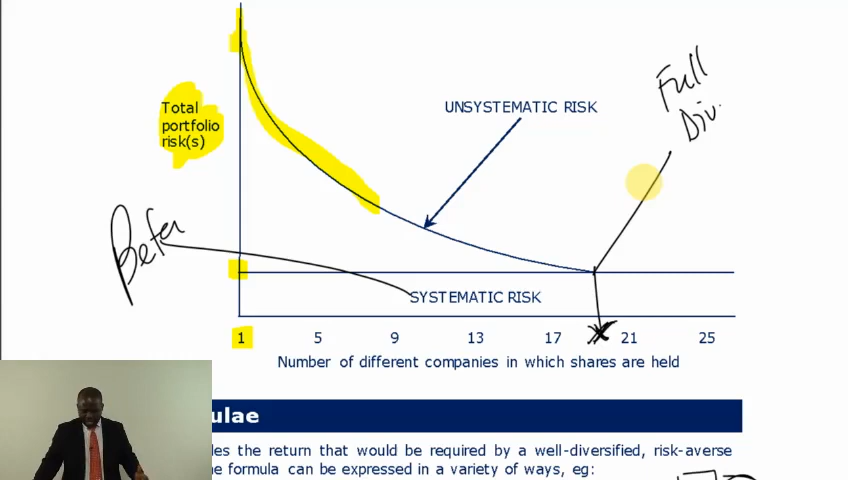 Total
portfolio
risk(s)
UNSYSTEMATIC RISK
Full
Div.
SYSTEMATIC RISK
1 5 9 13 17 21 25
Number of different companies in which shares are held
ulae
les the return that would be required by a well-diversified, risk-averse
e formula can be expressed in a variety of ways, eg: